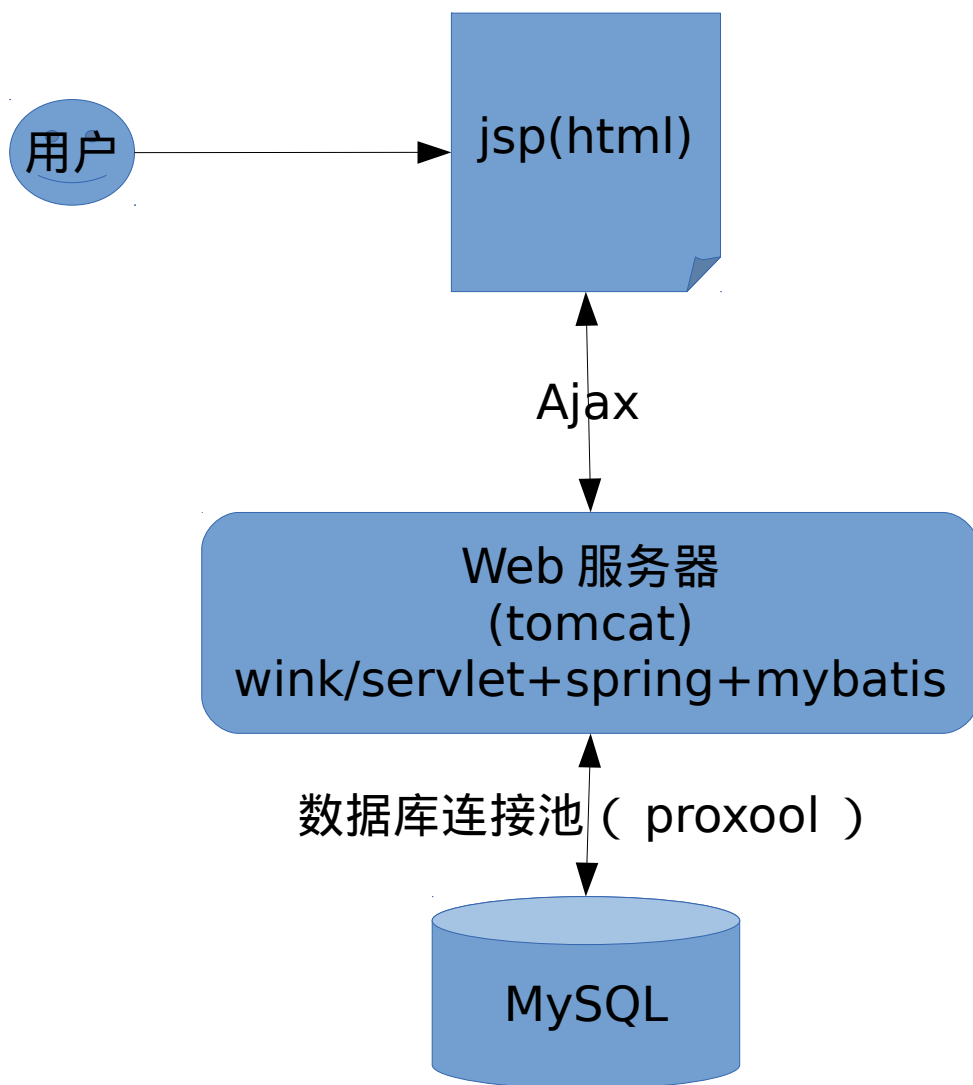 用户
jsp(html)
Ajax
Web 服务器
(tomcat)
wink/servlet+spring+mybatis
数据库连接池（ proxool ）
MySQL